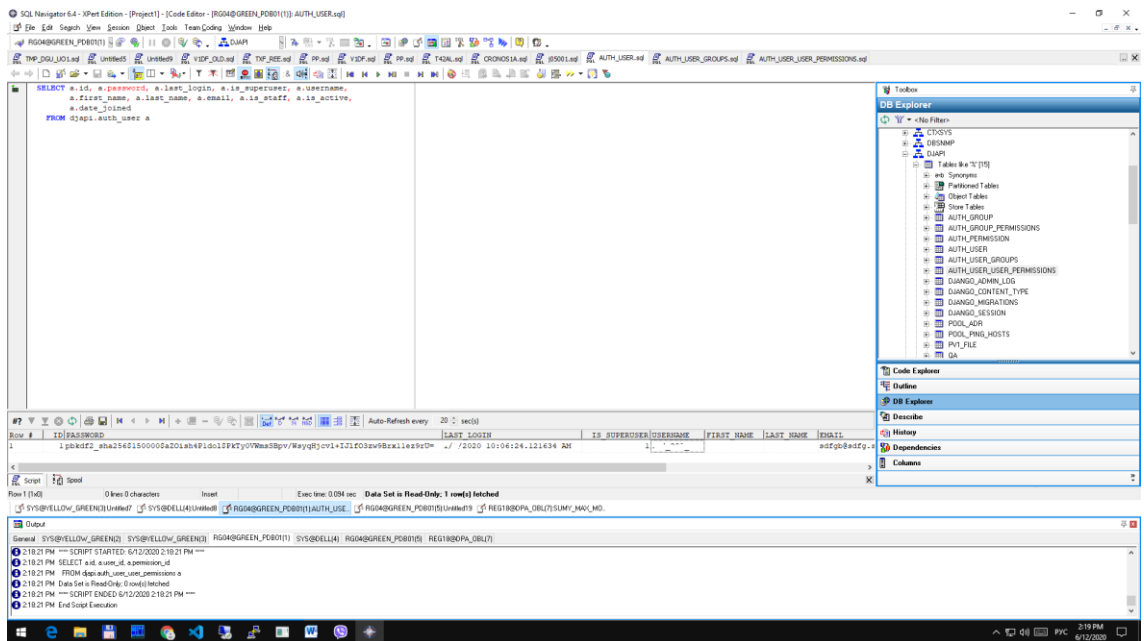 SQL Navigator 6.4 - XPert Edition - [Project1] - [Code Editor - [RG04@GREEN_PDB01(1)]: AUTH_USER.sql]
File Edit Segrch View Session Object Tools Team Coding Window Help
RG04@GREEN_PDB01(1) DJAPI
TMP_DGU_UO1.sql Untitled5 Untitled9 V1DF_OLD.sql TXF_REE.sql PP.sql V1DF.sql PP.sql T42AL.sql CRONOS1A.sql j05001.sql AUTH_USER.sql AUTH_USER_GROUPS.sql AUTH_USER_USER_PERMISSIONS.sql
SELECT a.id, a.password, a.last_login, a.is_superuser, a.username,
a.first_name, a.last_name, a.email, a.is_staff, a.is_active,
a.date_joined
FROM djapi.auth_user a
Toolbox
DB Explorer
<No Filter>
CTXSYS
DBSNMP
DJAPI
Tables like '%' [15]
Synonyms
Partitioned Tables
Object Tables
Store Tables
AUTH_GROUP
AUTH_GROUP_PERMISSIONS
AUTH_PERMISSION
AUTH_USER
AUTH_USER_GROUPS
AUTH_USER_USER_PERMISSIONS
DJANGO_ADMIN_LOG
DJANGO_CONTENT_TYPE
DJANGO_MIGRATIONS
DJANGO_SESSION
POOL_ADR
POOL_PING_HOSTS
PV1_FILE
QA
Code Explorer
Outline
DB Explorer
Describe
History
Dependencies
Columns
Auto-Refresh every 20 sec(s)
Row # ID PASSWORD LAST LOGIN IS SUPERUSER USERNAME FIRST NAME LAST NAME EMAIL
1 1 /2020 10:06:24.121634 AM 1 sdfgb@sdfg.s
Script Spool
Row 1 (1x0) 0 lines 0 characters Insert Exec time: 0.094 sec Data Set is Read-Only; 1 row(s) fetched
SYS@YELLOW_GREEN(3):Untitled7 SYS@DELL(4):Untitled8 RG04@GREEN_PDB01(1):AUTH_USE... RG04@GREEN_PDB01(5):Untitled19 REG18@DPA_OBL(7):SUMY_MAX_MO...
Output
General SYS@YELLOW_GREEN(2) SYS@YELLOW_GREEN(3) RG04@GREEN_PDB01(1) SYS@DELL(4) RG04@GREEN_PDB01(5) REG18@DPA_OBL(7)
2:18:21 PM **** SCRIPT STARTED: 6/12/2020 2:18:21 PM ****
2:18:21 PM SELECT a.id, a.user_id, a.permission_id
2:18:21 PM FROM djapi.auth_user_user_permissions a
2:18:21 PM Data Set is Read-Only; 0 row(s) fetched
2:18:21 PM **** SCRIPT ENDED 6/12/2020 2:18:21 PM ****
2:18:21 PM End Script Execution
РУС 2:19 PM
6/12/2020